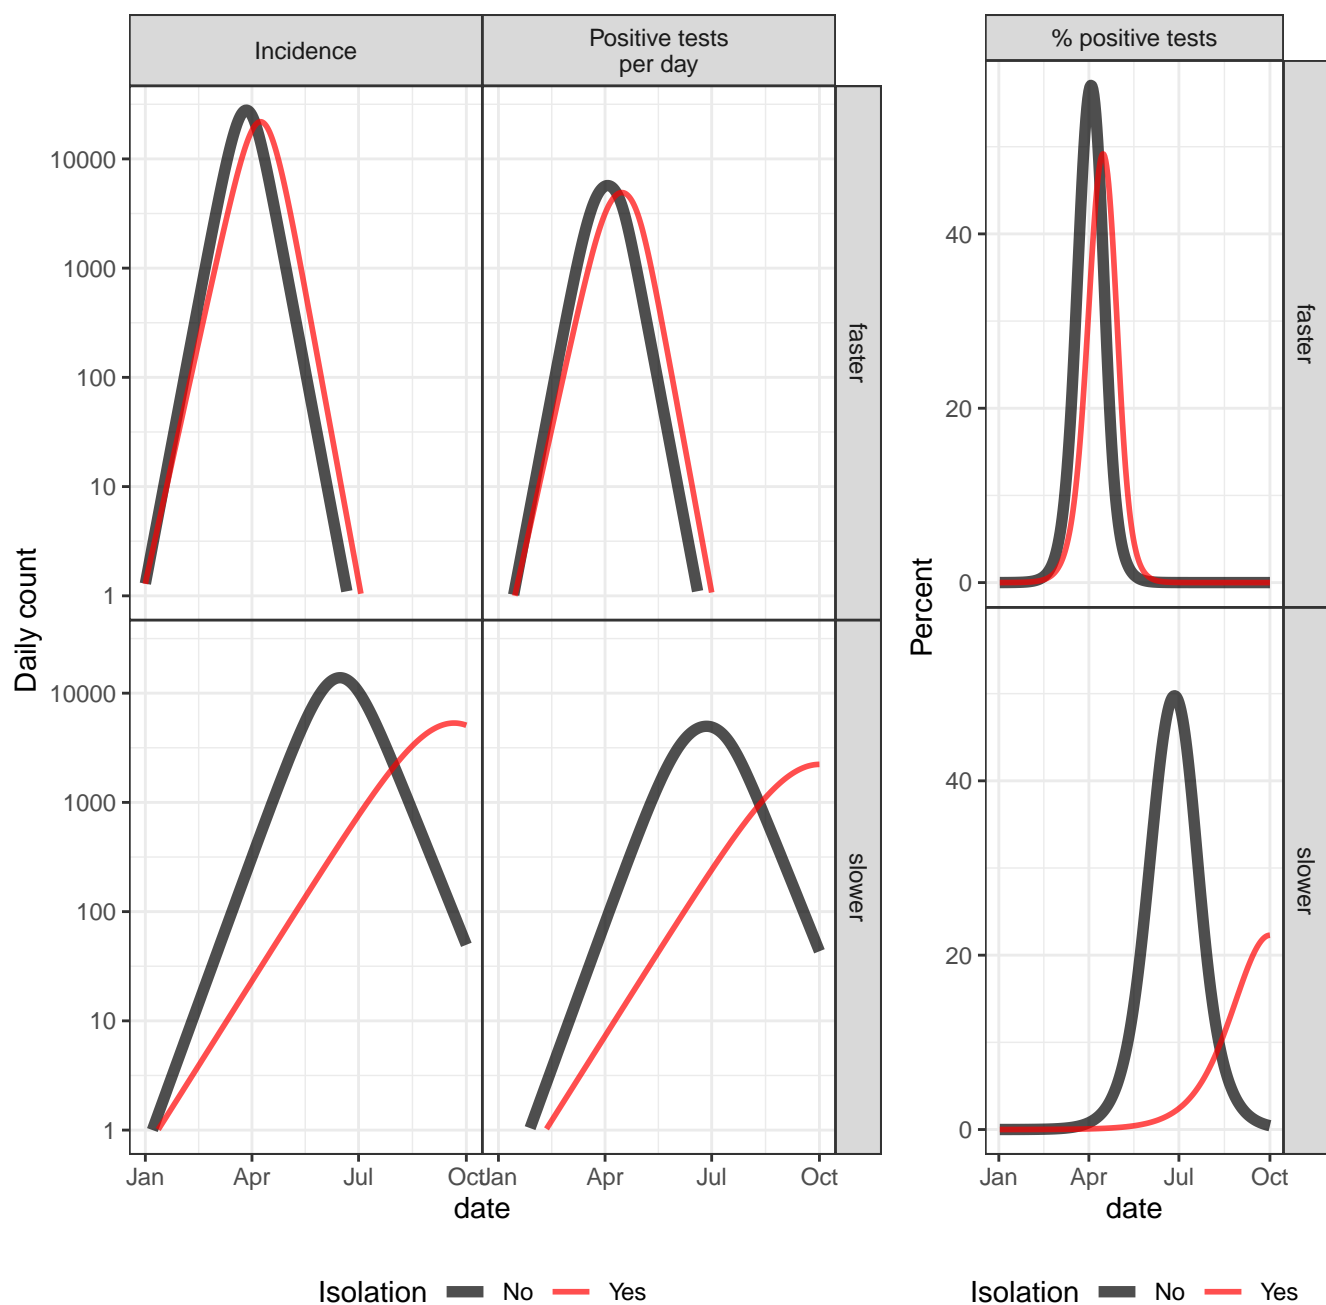 Incidence
Positive tests
per day
% positive tests
Daily count
10000
1000
100
10
1
faster
10000
1000
100
10
1
slower
Jan Apr Jul Oct Jan Apr Jul Oct
date
Percent
40
20
0
faster
40
20
0
slower
Jan Apr Jul Oct
date
Isolation No Yes
Isolation No Yes